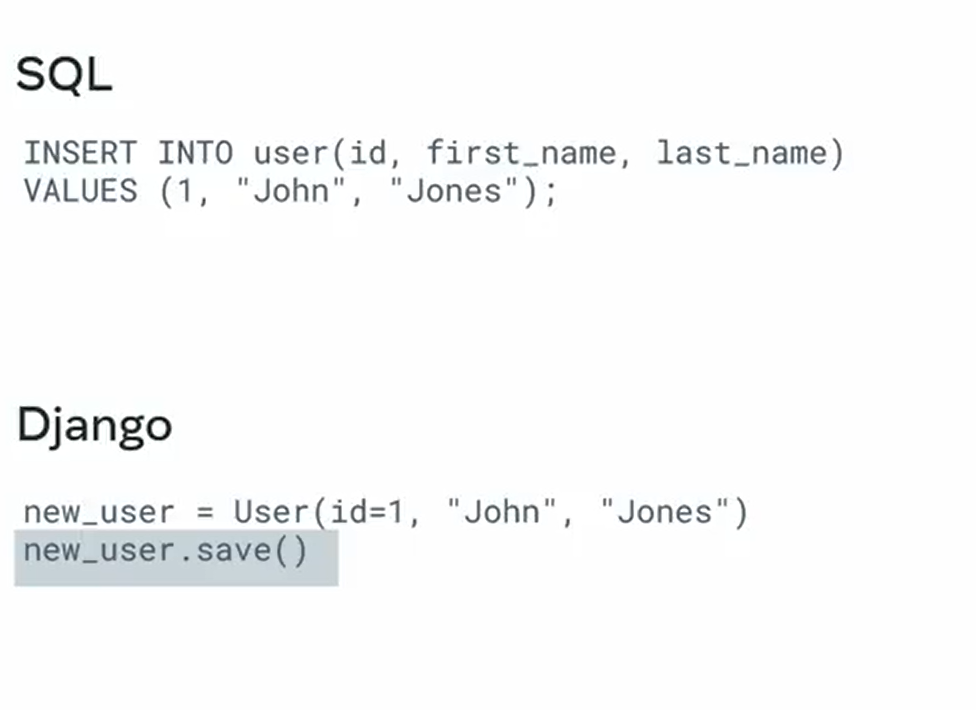 SQL
INSERT INTO user(id, first_name, last_name)
VALUES (1, "John", "Jones");
Django
new_user = User(id=1, "John", "Jones")
new_user.save()